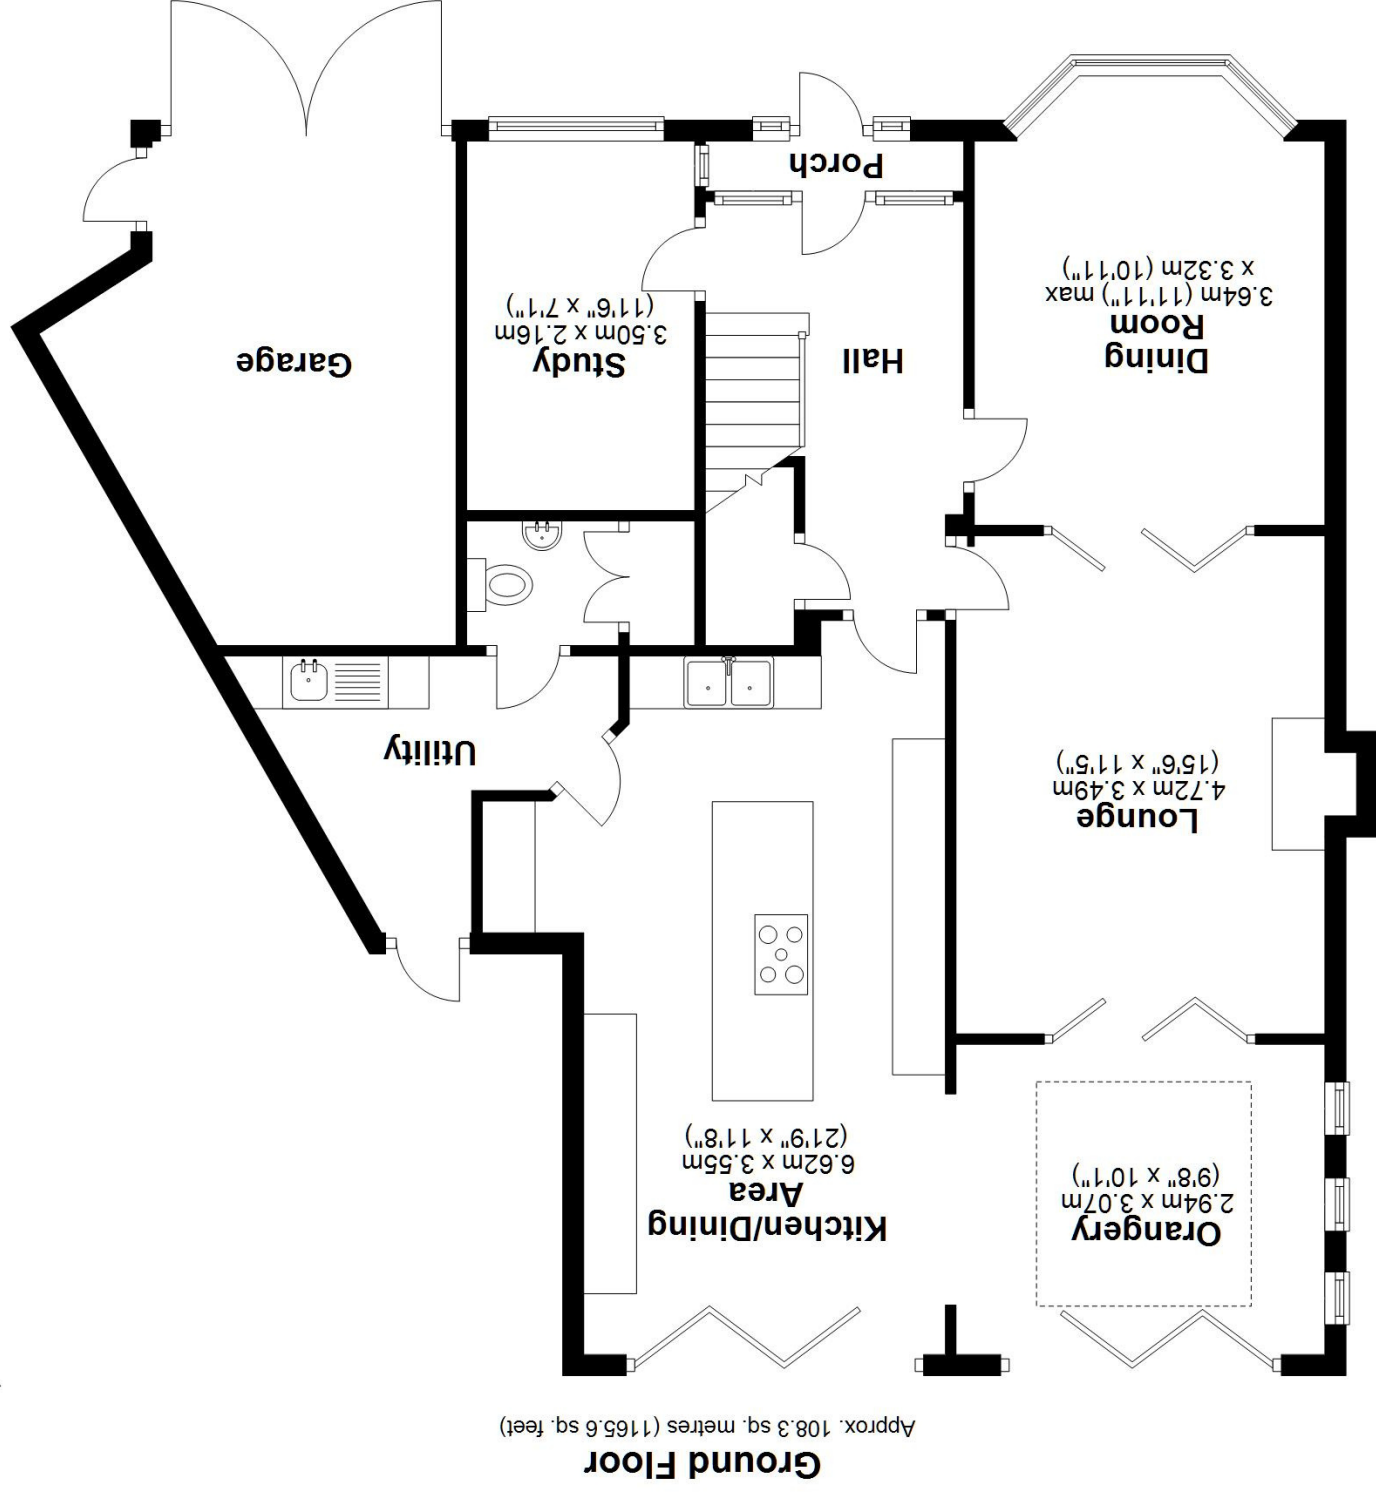 Ground Floor
Approx. 108.3 sq. metres (1165.6 sq. feet)
Orangery
2.94m x 3.07m
(9'8" x 10'1")
Kitchen/Dining
Area
6.62m x 3.55m
(21'9" x 11'8")
Lounge
4.72m x 3.49m
(15'6" x 11'5")
Utility
Dining
Room
3.64m (11'11") max
x 3.32m (10'11")
Hall
Study
3.50m x 2.16m
(11'6" x 7'1")
Garage
Porch